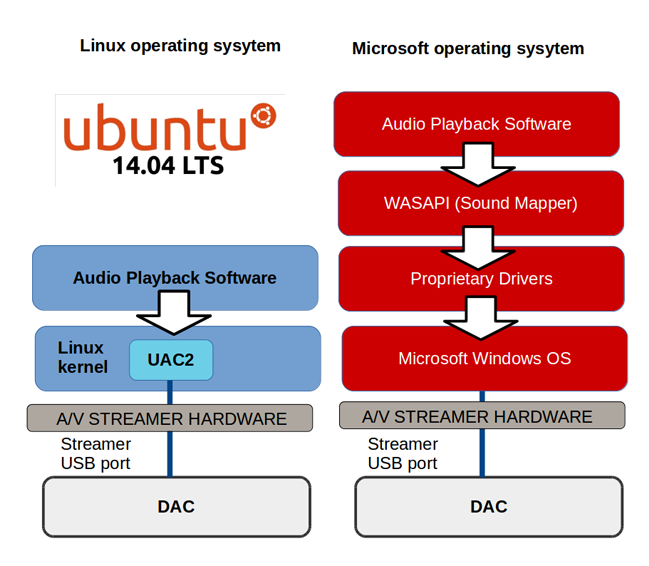 Linux operating sysytem
ubuntu
14.04 LTS
Audio Playback Software
Linux
kernel
UAC2
A/V STREAMER HARDWARE
Streamer
USB port
DAC
Microsoft operating sysytem
Audio Playback Software
WASAPI (Sound Mapper)
Proprietary Drivers
Microsoft Windows OS
A/V STREAMER HARDWARE
Streamer
USB port
DAC